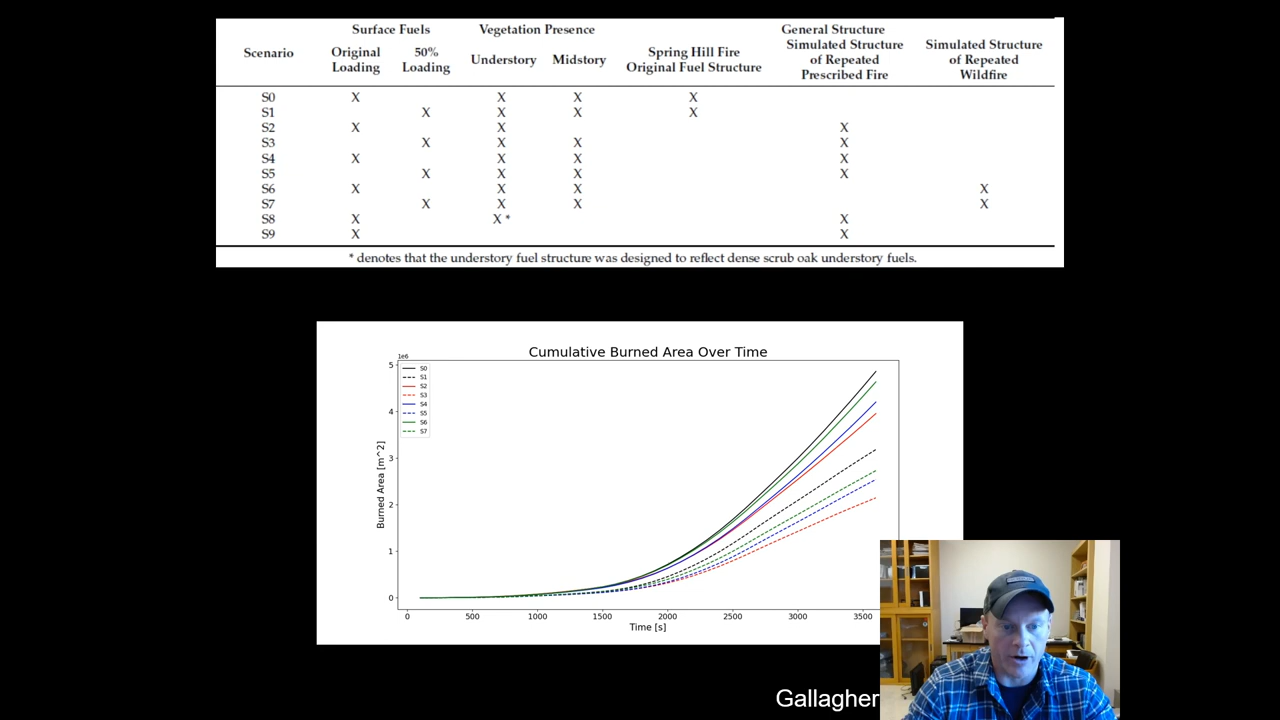 Surface Fuels Vegetation Presence General Structure
Scenario Original Loading 50% Loading Understory Midstory Spring Hill Fire Original Fuel Structure Simulated Structure of Repeated Prescribed Fire Simulated Structure of Repeated Wildfire
S0 X X X X
S1 X X X X
S2 X X X
S3 X X X X
S4 X X X X
S5 X X X X
S6 X X X X
S7 X X X X
S8 X X * X
S9 X X
* denotes that the understory fuel structure was designed to reflect dense scrub oak understory fuels.
Cumulative Burned Area Over Time
1e6
5
4
3
2
1
0
Burned Area [m^2]
S0
S1
S2
S3
S4
S5
S6
S7
0 500 1000 1500 2000 2500 3000 3500
Time [s]
Gallagher